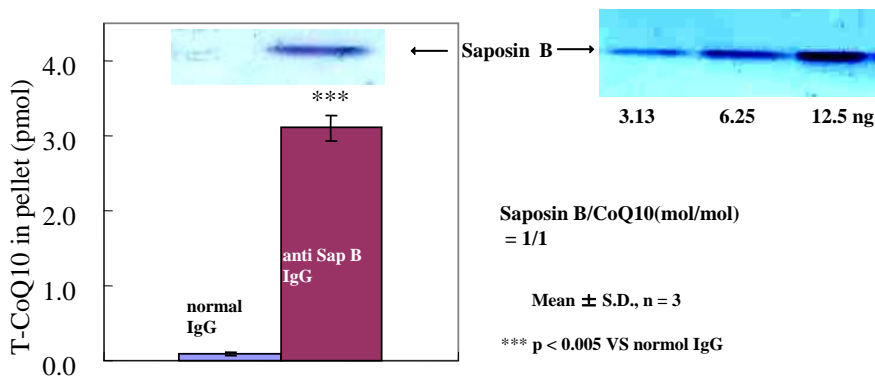 T-CoQ10 in pellet (pmol)
4.0
3.0
2.0
1.0
0.0
***
normal
IgG
anti Sap B
IgG
Saposin B
3.13 6.25 12.5 ng
Saposin B/CoQ10(mol/mol)
= 1/1
Mean ± S.D., n = 3
*** p < 0.005 VS normol IgG